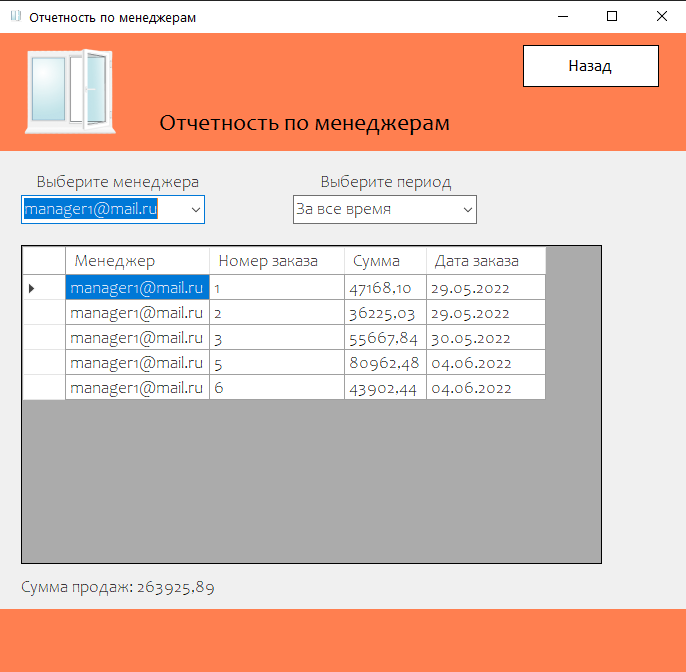 Отчетность по менеджерам
Назад
Отчетность по менеджерам
Выберите менеджера Выберите период
manager1@mail.ru За все время
Менеджер Номер заказа Сумма Дата заказа
manager1@mail.ru 1 47168,10 29.05.2022
manager1@mail.ru 2 36225,03 29.05.2022
manager1@mail.ru 3 55667,84 30.05.2022
manager1@mail.ru 5 80962,48 04.06.2022
manager1@mail.ru 6 43902,44 04.06.2022
Сумма продаж: 263925,89